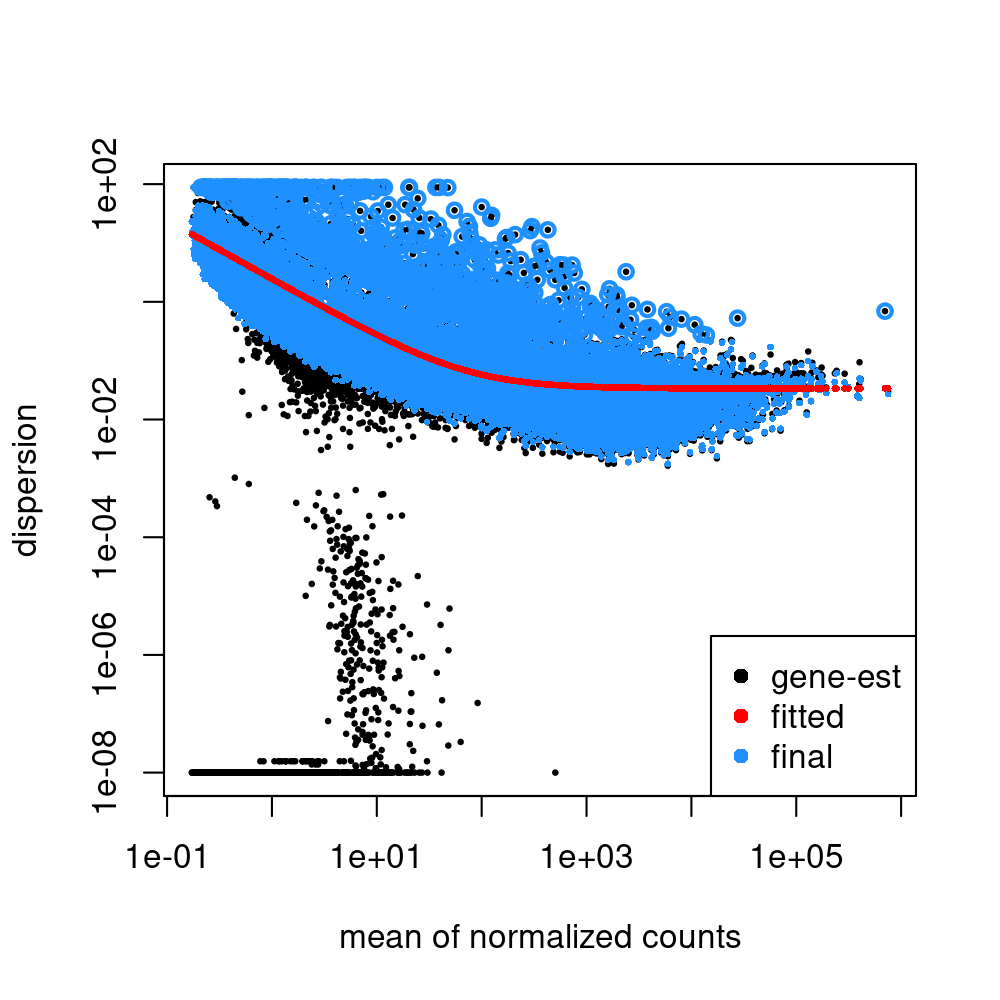 dispersion
1e+02
1e-02
1e-04
1e-06
1e-08
gene-est
fitted
final
1e-01
1e+01
1e+03
1e+05
mean of normalized counts